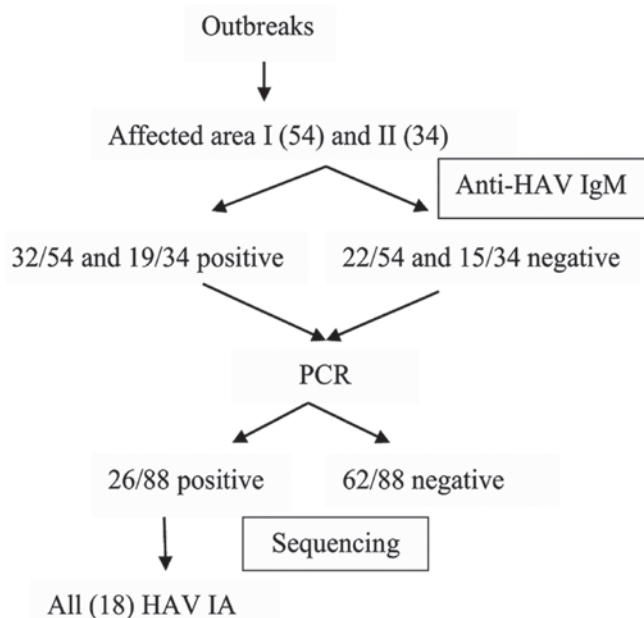 Outbreaks
Affected area I (54) and II (34)
Anti-HAV IgM
32/54 and 19/34 positive
22/54 and 15/34 negative
PCR
26/88 positive
62/88 negative
Sequencing
All (18) HAV IA